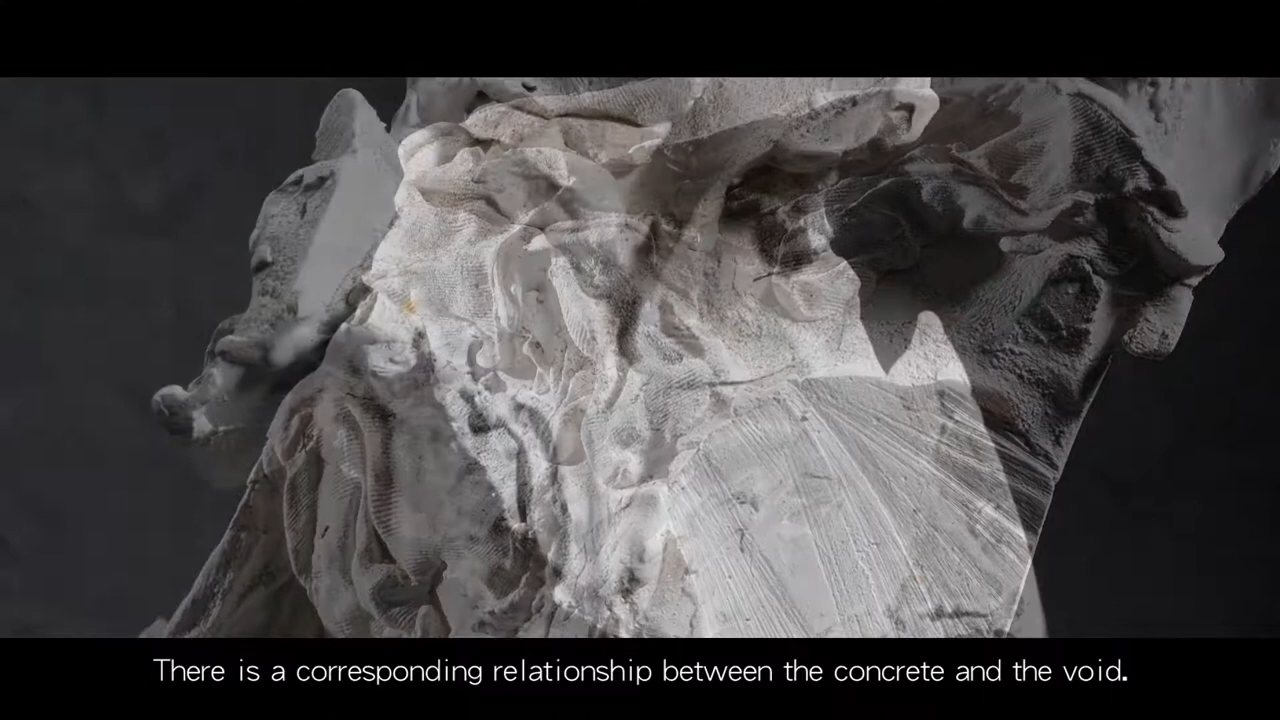 There is a corresponding relationship between the concrete and the void.